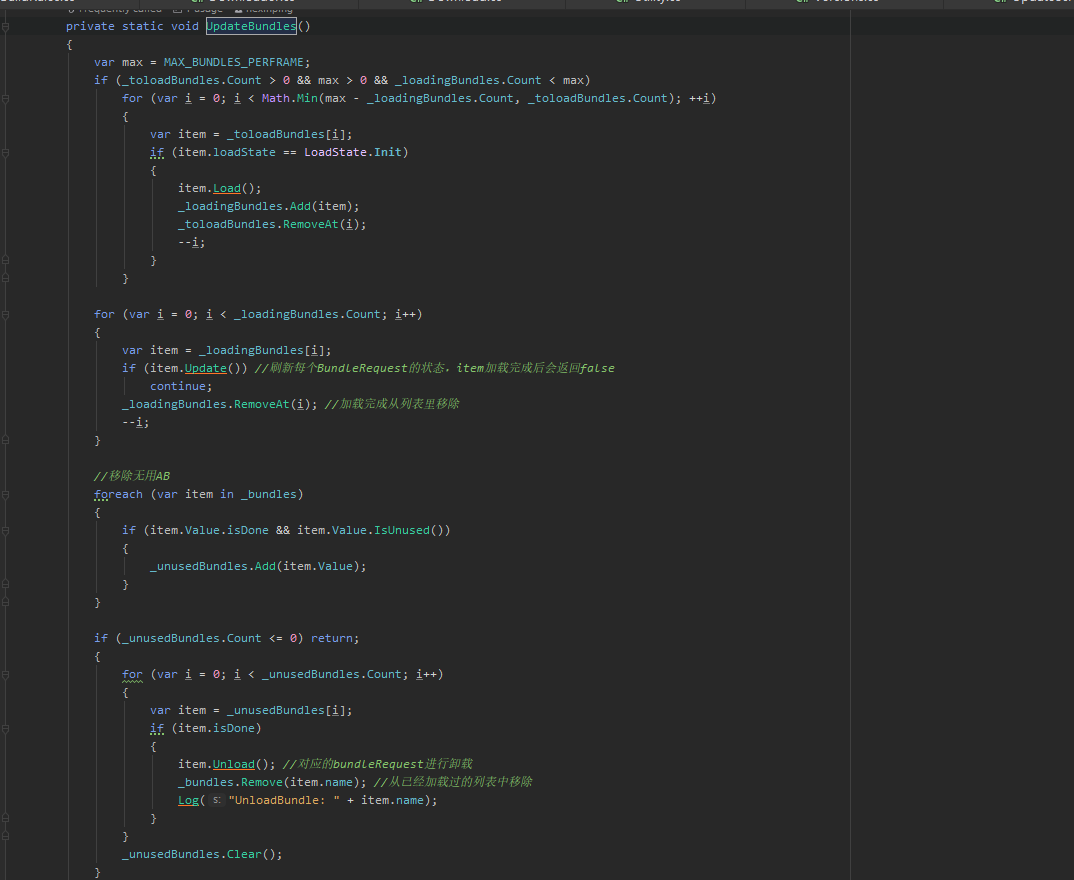 private static void UpdateBundles()
{
var max = MAX_BUNDLES_PERFRAME;
if (_toloadBundles.Count > 0 && max > 0 && _loadingBundles.Count < max)
for (var i = 0; i < Math.Min(max - _loadingBundles.Count, _toloadBundles.Count); ++i)
{
var item = _toloadBundles[i];
if (item.loadState == LoadState.Init)
{
item.Load();
_loadingBundles.Add(item);
_toloadBundles.RemoveAt(i);
--i;
}
}
for (var i = 0; i < _loadingBundles.Count; i++)
{
var item = _loadingBundles[i];
if (item.Update()) //刷新每个BundleRequest的状态，item加载完成后会返回false
continue;
_loadingBundles.RemoveAt(i); //加载完成从列表里移除
--i;
}
//移除无用AB
foreach (var item in _bundles)
{
if (item.Value.isDone && item.Value.IsUnused())
{
_unusedBundles.Add(item.Value);
}
}
if (_unusedBundles.Count <= 0) return;
{
for (var i = 0; i < _unusedBundles.Count; i++)
{
var item = _unusedBundles[i];
if (item.isDone)
{
item.Unload(); //对应的bundleRequest进行卸载
_bundles.Remove(item.name); //从已经加载过的列表中移除
Log( s: "UnloadBundle: " + item.name);
}
}
_unusedBundles.Clear();
}